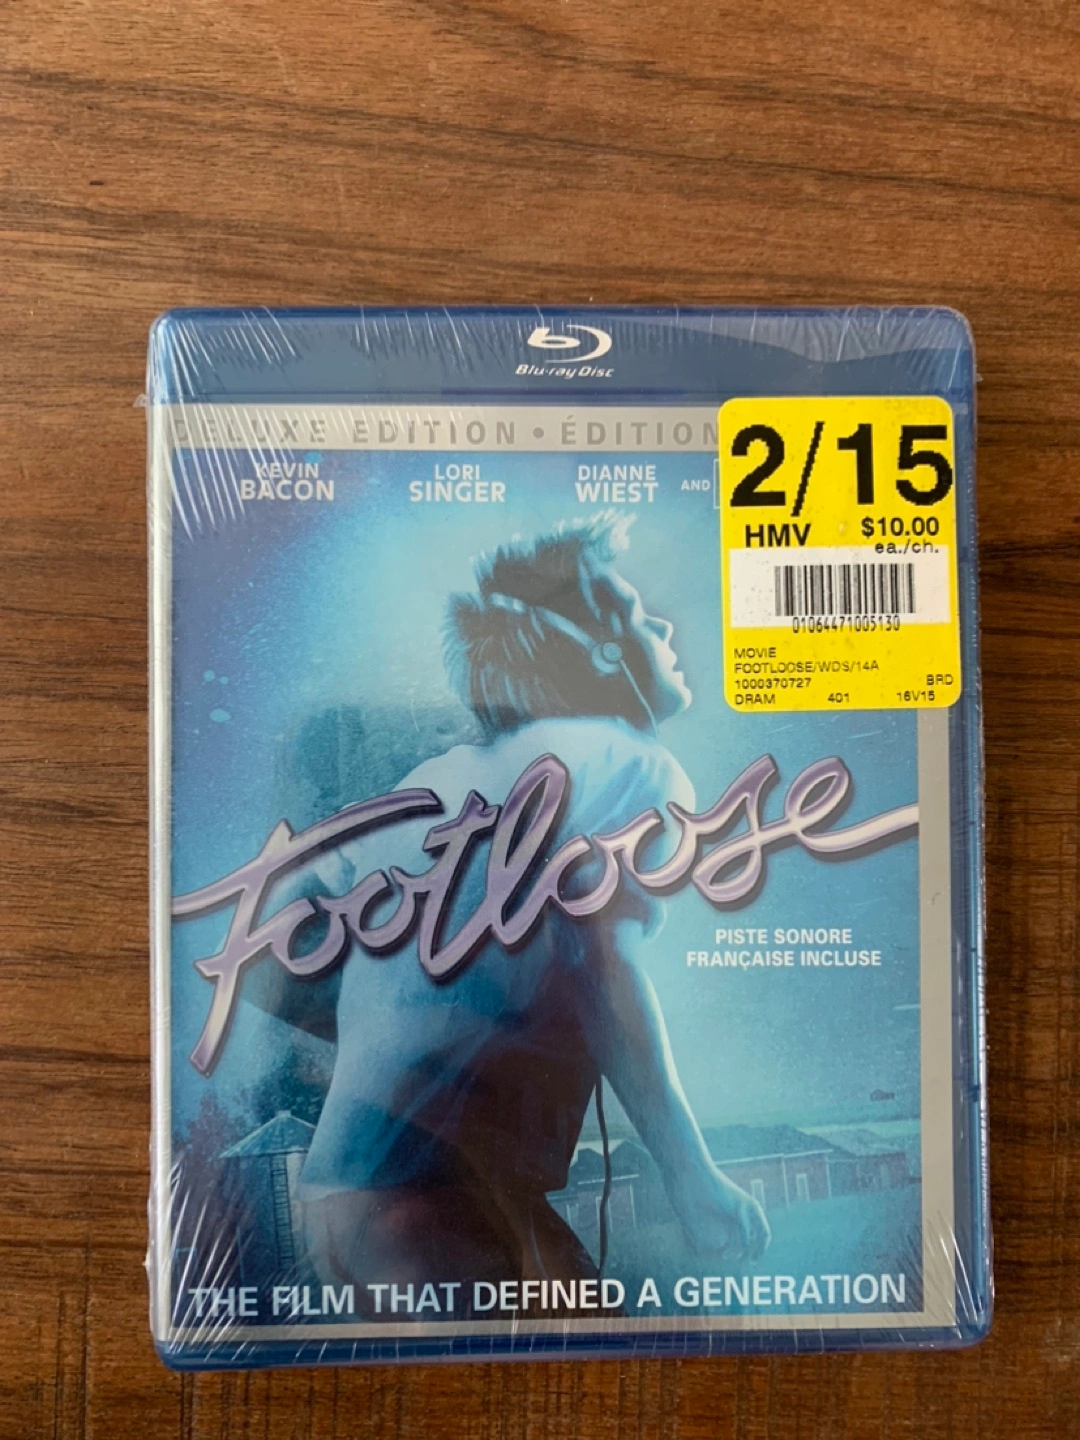 Blu-ray Disc
DELUXE EDITION • ÉDITION
KEVIN BACON
LORI SINGER
DIANNE WIEST
AND
2/15
HMV $10.00
ea./ch.
01064471005130
MOVIE
FOOTLOOSE/WDS/14A
1000370727 BRD
DRAM 401 16V15
Footloose
PISTE SONORE
FRANÇAISE INCLUSE
THE FILM THAT DEFINED A GENERATION